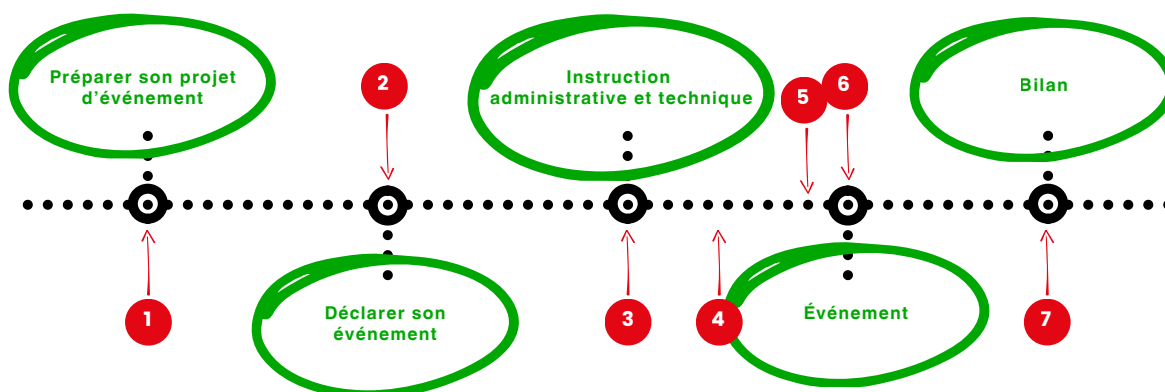 Préparer son projet
d'événement
2
Instruction
administrative et technique
5
6
Bilan
1
Déclarer son
événement
3
4
Événement
7